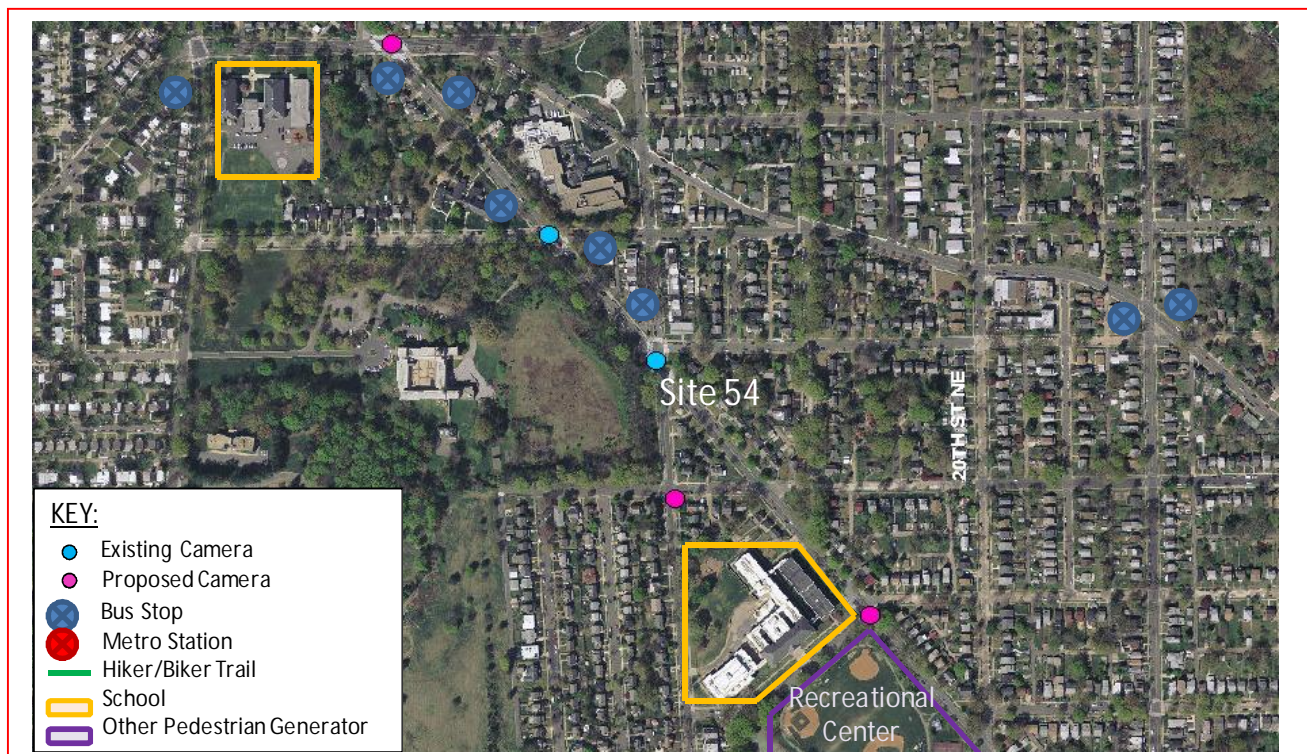 Site 54
20TH ST NE
KEY:
Existing Camera
Proposed Camera
Bus Stop
Metro Station
Hiker/Biker Trail
School
Other Pedestrian Generator
Recreational
Center